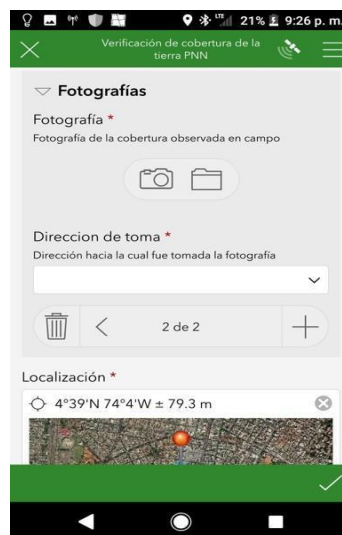 LTE 21% 9:26 p. m.
Verificación de cobertura de la
tierra PNN
Fotografías
Fotografía *
Fotografía de la cobertura observada en campo
Direccion de toma *
Dirección hacia la cual fue tomada la fotografía
2 de 2
Localización *
4°39'N 74°4'W ± 79.3 m